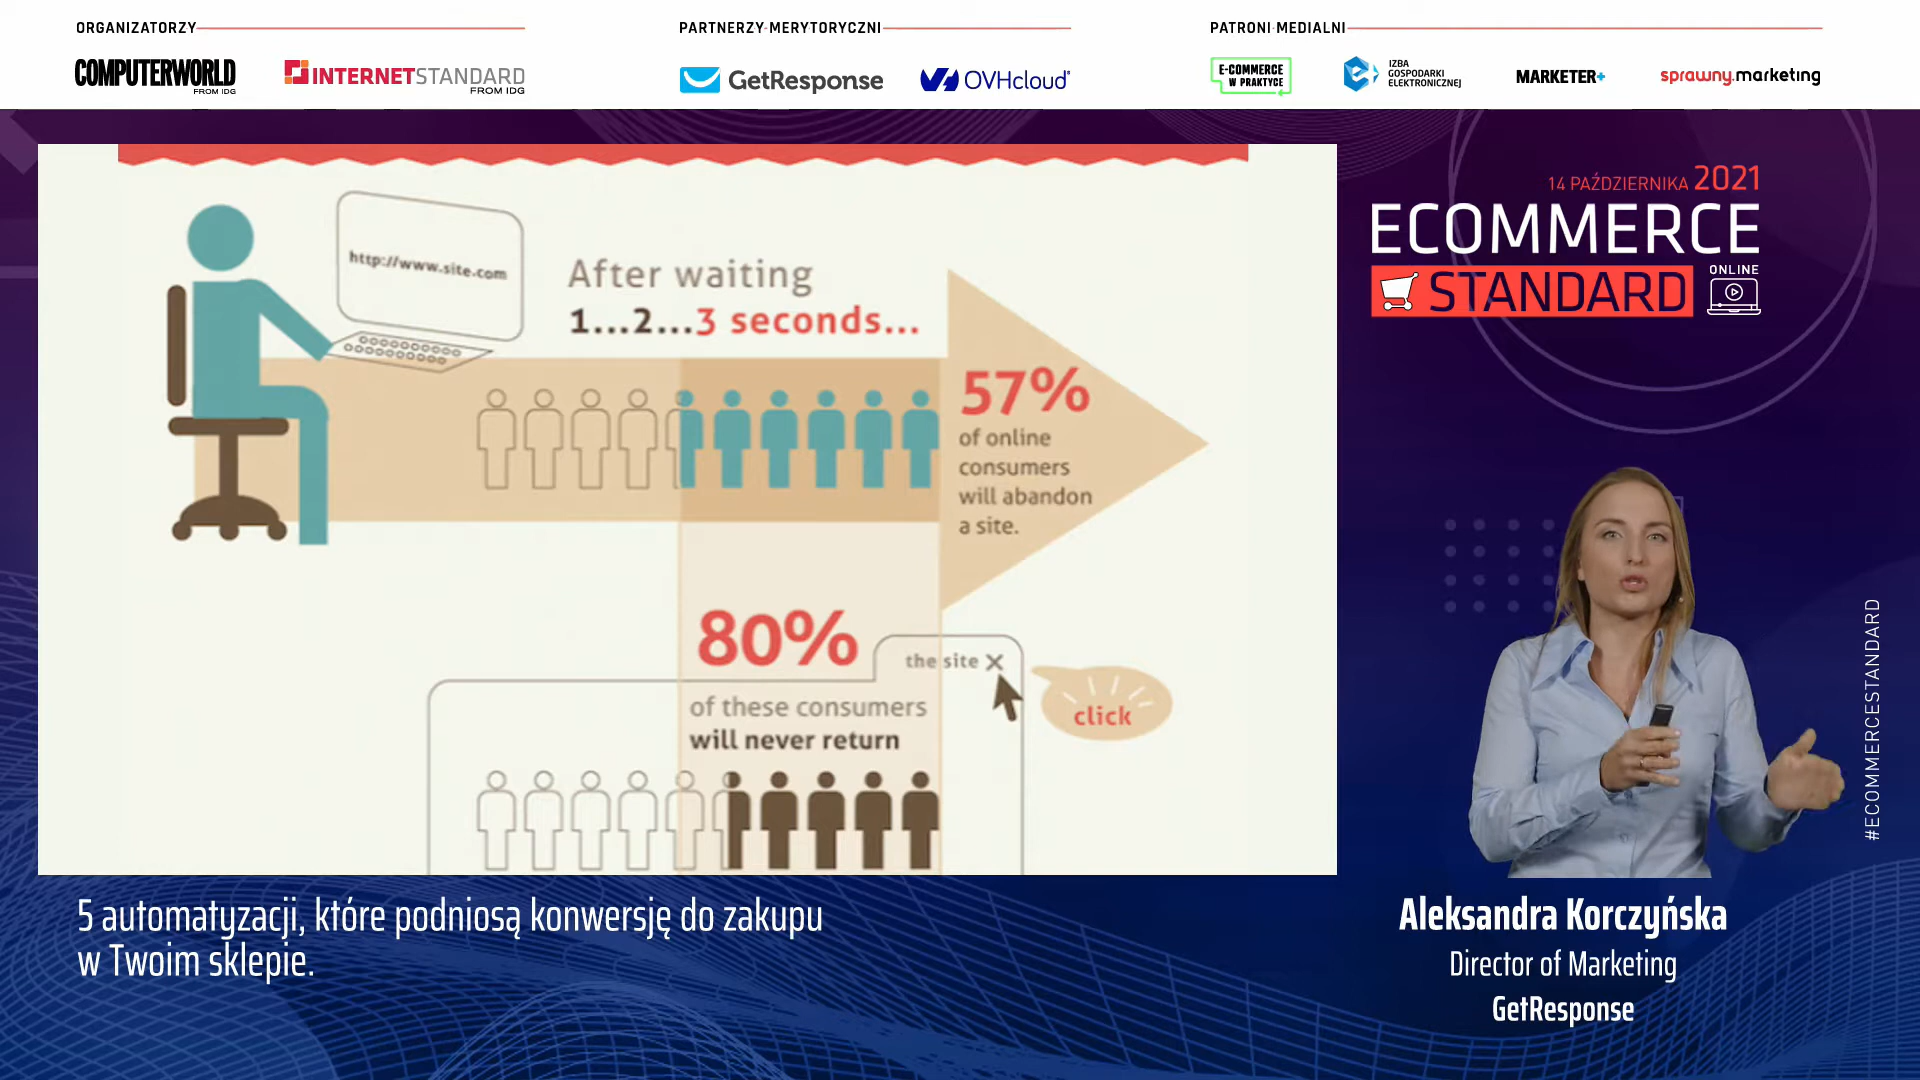 ORGANIZATORZY
COMPUTERWORLD
FROM IDG
INTERNETSTANDARD
FROM IDG
PARTNERZY MERYTORYCZNI
GetResponse
OVHcloud
PATRONI MEDIALNI
E-COMMERCE
W PRAKTYCE
IZBA
GOSPODARKI
ELEKTRONICZNEJ
MARKETER+
sprawny.marketing
14 PAŹDZIERNIKA 2021
ECOMMERCE
STANDARD
ONLINE
http://www.site.com
After waiting
1...2...3 seconds...
57%
of online
consumers
will abandon
a site.
80%
of these consumers
will never return
the site
click
#ECOMMERCESTANDARD
5 automatyzacji, które podniosą konwersję do zakupu
w Twoim sklepie.
Aleksandra Korczyńska
Director of Marketing
GetResponse